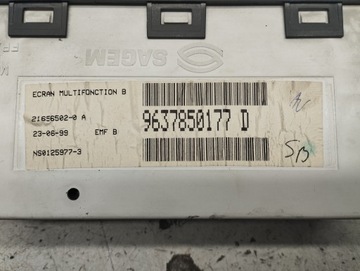 SAGEM
ECRAN MULTIFONCTION B
21656502-0 A
23-06-99 EMF B
9637850177 D
NS0125977-3